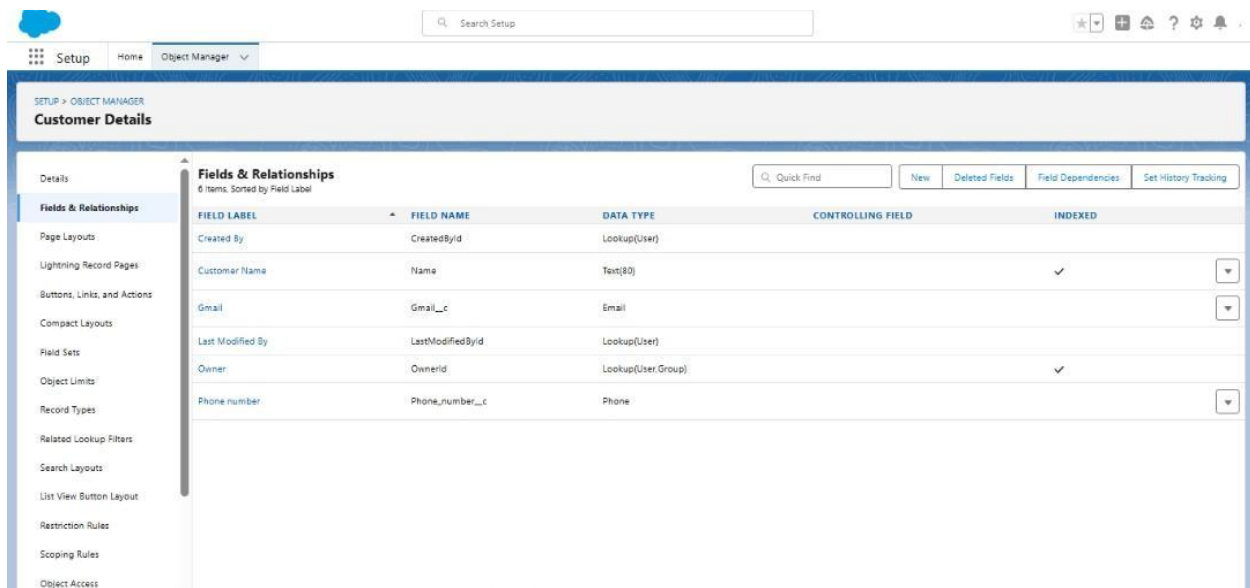 Search Setup
Setup Home Object Manager
SETUP > OBJECT MANAGER
Customer Details
Details
Fields & Relationships
Page Layouts
Lightning Record Pages
Buttons, Links, and Actions
Compact Layouts
Field Sets
Object Limits
Record Types
Related Lookup Filters
Search Layouts
List View Button Layout
Restriction Rules
Scoping Rules
Object Access
Fields & Relationships
6 Items, Sorted by Field Label
Quick Find New Deleted Fields Field Dependencies Set History Tracking
FIELD LABEL FIELD NAME DATA TYPE CONTROLLING FIELD INDEXED
Created By CreatedById Lookup(User)
Customer Name Name Text(80)
Gmail Gmail__c Email
Last Modified By LastModifiedById Lookup(User)
Owner OwnerId Lookup(User,Group)
Phone number Phone_number__c Phone